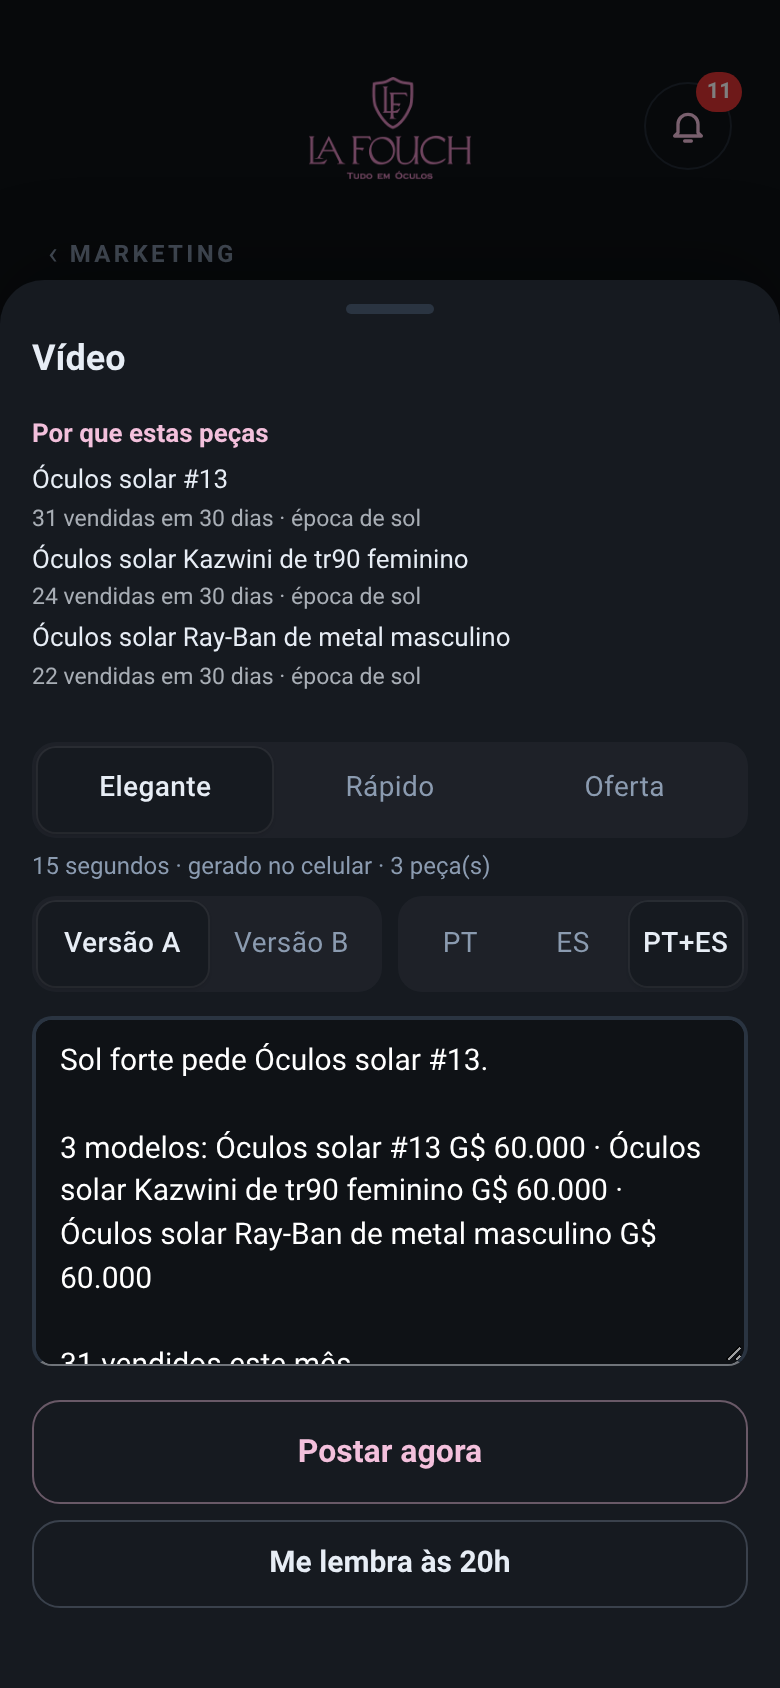 LF
LA FOUCH
TUDO EM ÓCULOS
11
‹ MARKETING
Vídeo
Por que estas peças
Óculos solar #13
31 vendidas em 30 dias · época de sol
Óculos solar Kazwini de tr90 feminino
24 vendidas em 30 dias · época de sol
Óculos solar Ray-Ban de metal masculino
22 vendidas em 30 dias · época de sol
Elegante Rápido Oferta
15 segundos · gerado no celular · 3 peça(s)
Versão A Versão B PT ES PT+ES
Sol forte pede Óculos solar #13.
3 modelos: Óculos solar #13 G$ 60.000 · Óculos
solar Kazwini de tr90 feminino G$ 60.000 ·
Óculos solar Ray-Ban de metal masculino G$
60.000
31 vendidos este mês
Postar agora
Me lembra às 20h